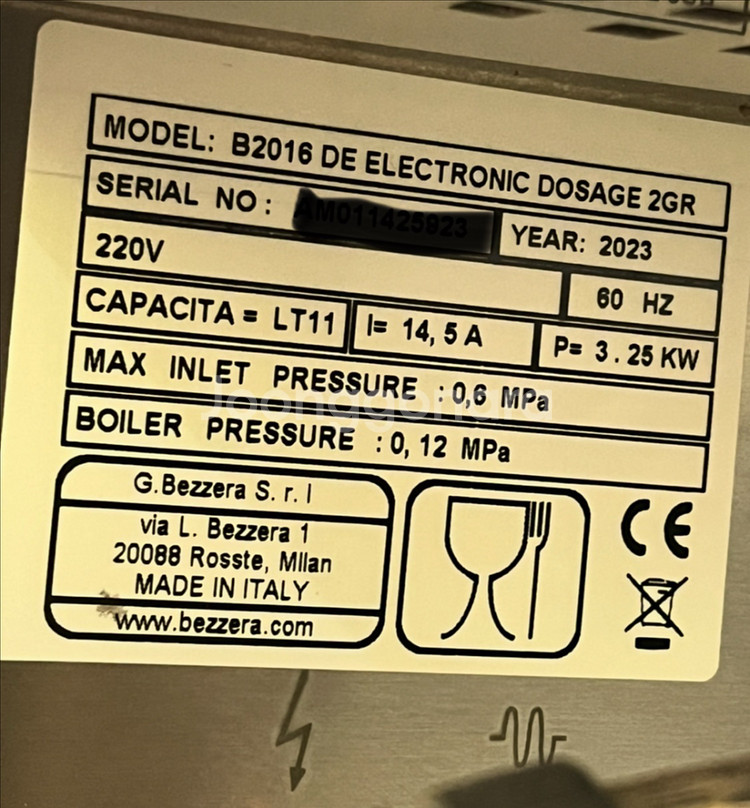 MODEL: B2016 DE ELECTRONIC DOSAGE 2GR
SERIAL NO :
YEAR: 2023
220V
60 HZ
CAPACITA = LT11
I= 14, 5 A
P= 3 . 25 KW
MAX INLET PRESSURE : 0,6 MPa
Joonggonara
BOILER PRESSURE : 0, 12 MPa
G.Bezzera S. r. l
via L. Bezzera 1
20088 Rosste, MIlan
MADE IN ITALY
www.bezzera.com
CE